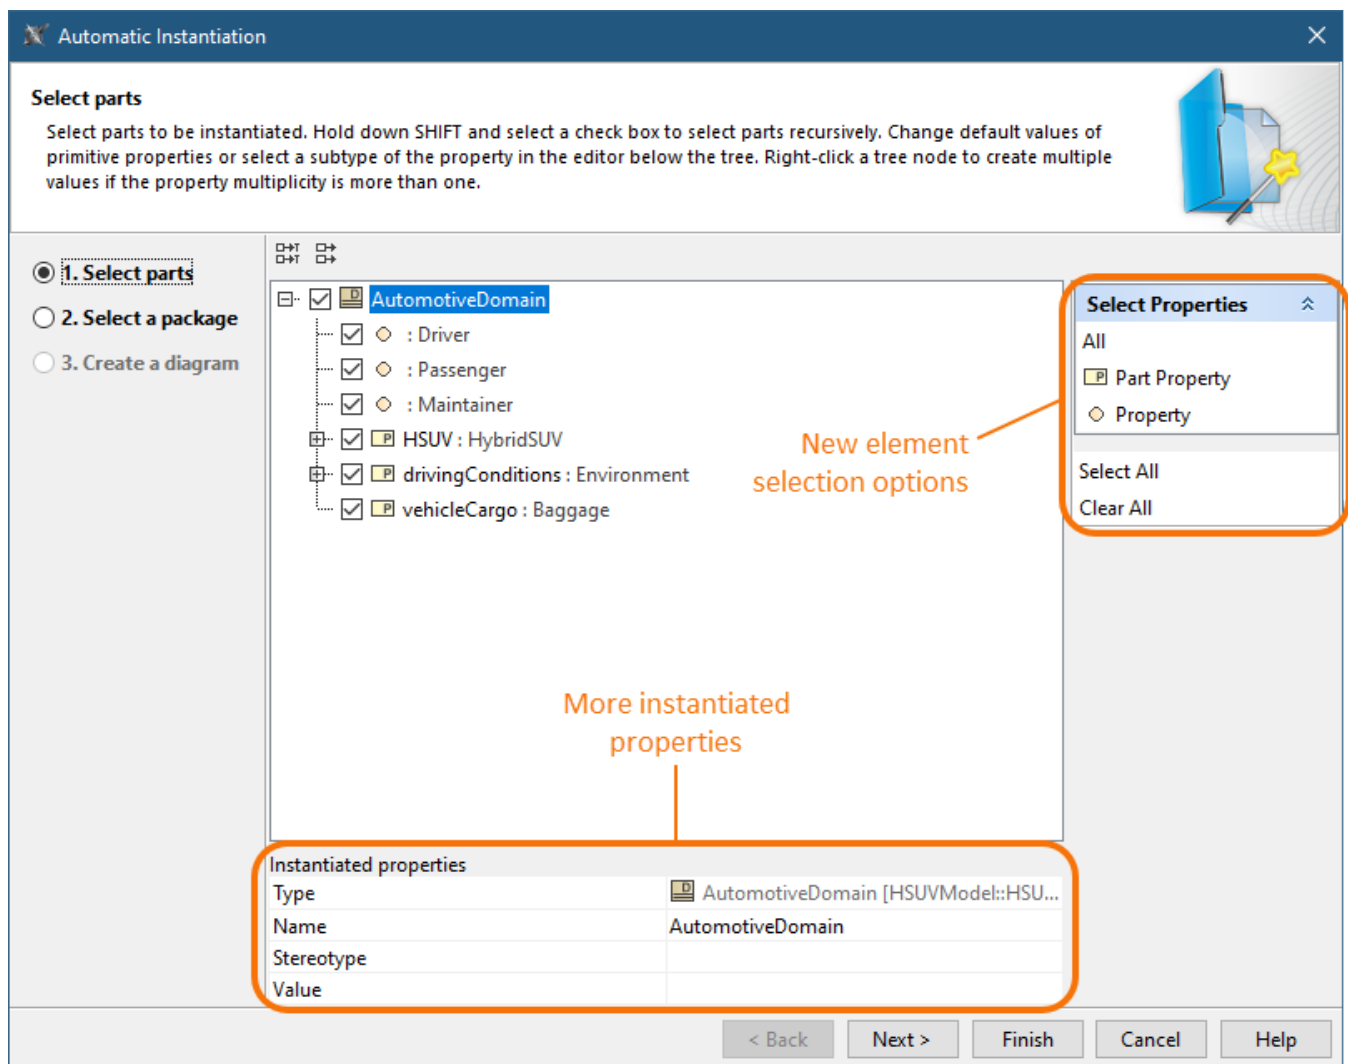 Automatic Instantiation
Select parts
Select parts to be instantiated. Hold down SHIFT and select a check box to select parts recursively. Change default values of
primitive properties or select a subtype of the property in the editor below the tree. Right-click a tree node to create multiple
values if the property multiplicity is more than one.
1. Select parts
2. Select a package
3. Create a diagram
D AutomotiveDomain
: Driver
: Passenger
: Maintainer
P HSUV : HybridSUV
P drivingConditions : Environment
P vehicleCargo : Baggage
Select Properties
All
P Part Property
Property
Select All
Clear All
New element
selection options
More instantiated
properties
Instantiated properties
Type D AutomotiveDomain [HSUVModel::HSU...
Name AutomotiveDomain
Stereotype
Value
< Back Next > Finish Cancel Help